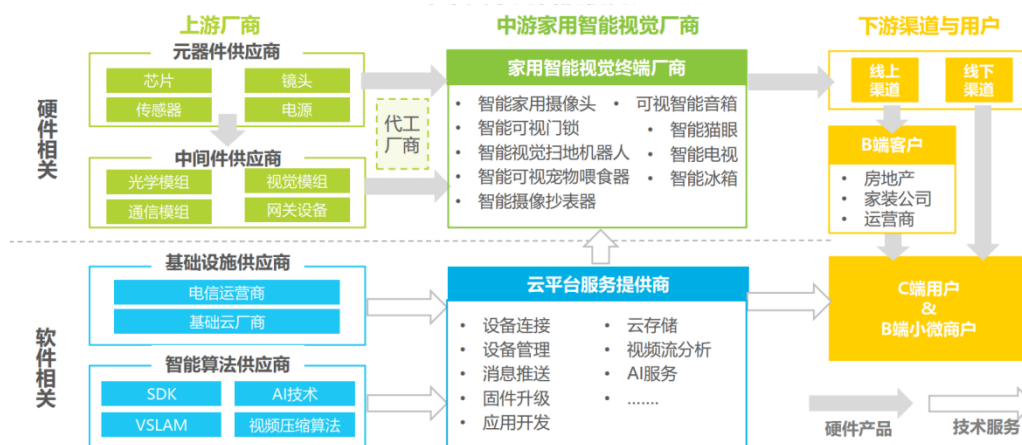 上游厂商
中游家用智能视觉厂商
下游渠道与用户
硬件相关
元器件供应商
芯片
镜头
传感器
电源
中间件供应商
光学模组
视觉模组
通信模组
网关设备
代工
厂商
家用智能视觉终端厂商
• 智能家用摄像头
• 可视智能音箱
• 智能可视门锁
• 智能猫眼
• 智能视觉扫地机器人
• 智能电视
• 智能可视宠物喂食器
• 智能冰箱
• 智能摄像抄表器
线上
渠道
线下
渠道
B端客户
• 房地产
• 家装公司
• 运营商
软件相关
基础设施供应商
电信运营商
基础云厂商
智能算法供应商
SDK
AI技术
VSLAM
视频压缩算法
云平台服务提供商
• 设备连接
• 云存储
• 设备管理
• 视频流分析
• 消息推送
• AI服务
• 固件升级
• .......
• 应用开发
C端用户
&
B端小微商户
硬件产品
技术服务